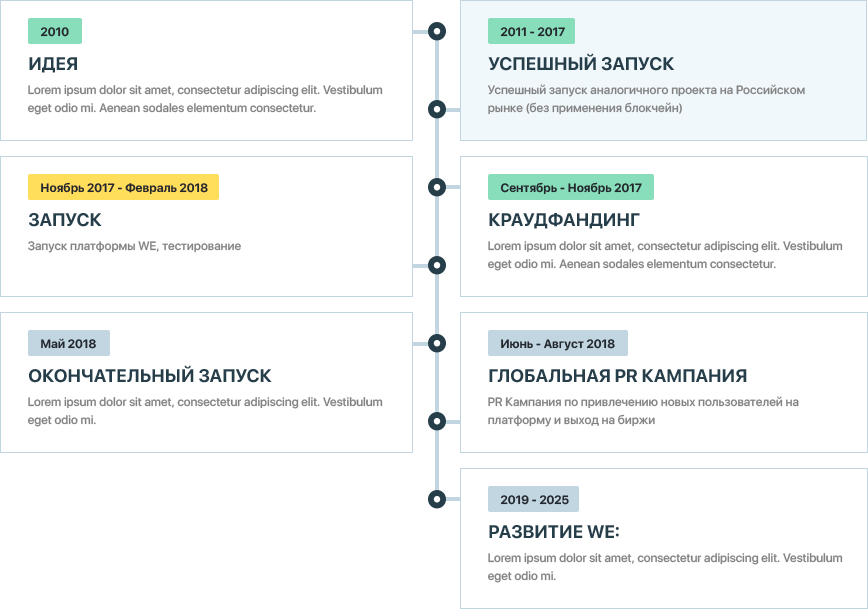 2010
ИДЕЯ
Lorem ipsum dolor sit amet, consectetur adipiscing elit. Vestibulum
eget odio mi. Aenean sodales elementum consectetur.
2011 - 2017
УСПЕШНЫЙ ЗАПУСК
Успешный запуск аналогичного проекта на Российском
рынке (без применения блокчейн)
Ноябрь 2017 - Февраль 2018
ЗАПУСК
Запуск платформы WE, тестирование
Сентябрь - Ноябрь 2017
КРАУДФАНДИНГ
Lorem ipsum dolor sit amet, consectetur adipiscing elit. Vestibulum
eget odio mi. Aenean sodales elementum consectetur.
Май 2018
ОКОНЧАТЕЛЬНЫЙ ЗАПУСК
Lorem ipsum dolor sit amet, consectetur adipiscing elit. Vestibulum
eget odio mi.
Июнь - Август 2018
ГЛОБАЛЬНАЯ PR КАМПАНИЯ
PR Кампания по привлечению новых пользователей на
платформу и выход на биржи
2019 - 2025
РАЗВИТИЕ WE:
Lorem ipsum dolor sit amet, consectetur adipiscing elit. Vestibulum
eget odio mi.